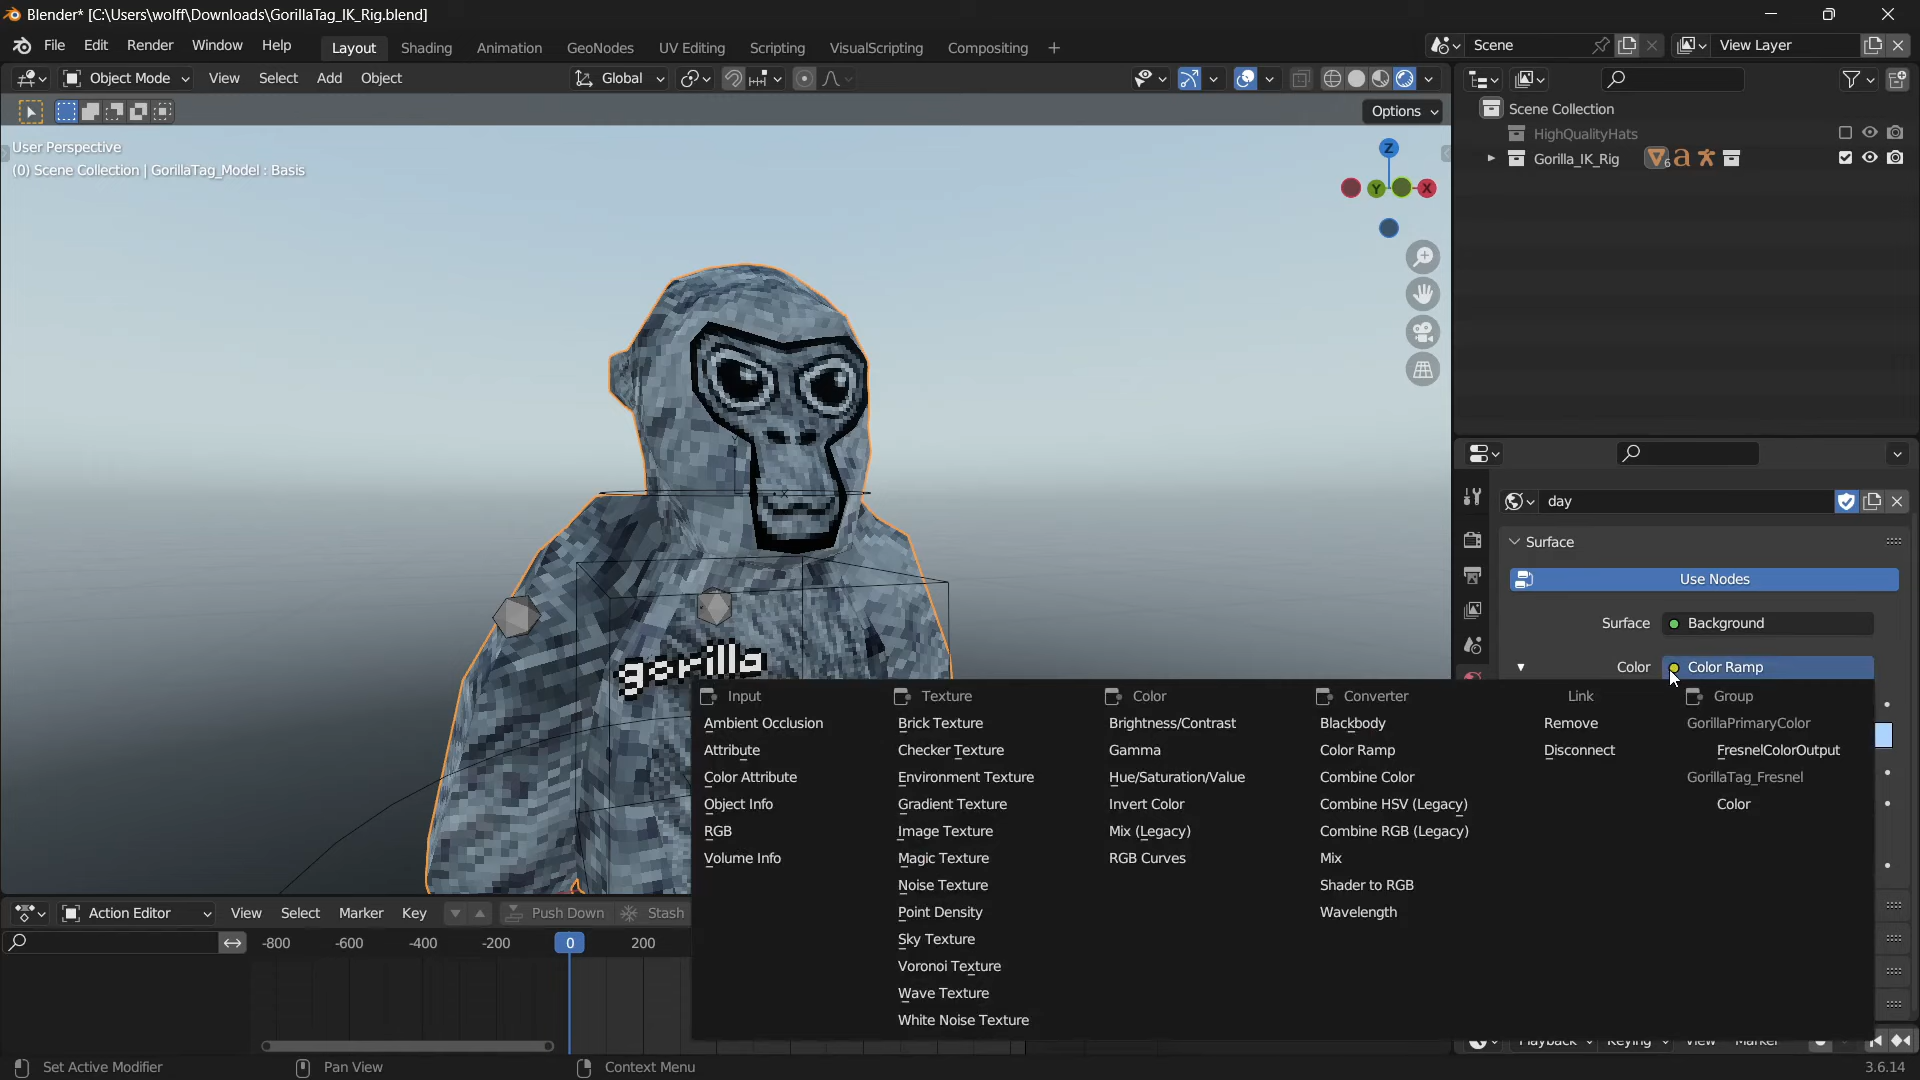 Blender* [C:\Users\wolff\Downloads\GorillaTag_IK_Rig.blend]
File Edit Render Window Help Layout Shading Animation GeoNodes UV Editing Scripting VisualScripting Compositing + Scene View Layer
Object Mode View Select Add Object Global
Options
User Perspective
(0) Scene Collection | GorillaTag_Model : Basis
Z
Y X
Scene Collection
HighQualityHats
Gorilla_IK_Rig 6
gorilla
day
Surface
Use Nodes
Surface Background
Color Color Ramp
Input
Ambient Occlusion
Attribute
Color Attribute
Object Info
RGB
Volume Info
Texture
Brick Texture
Checker Texture
Environment Texture
Gradient Texture
Image Texture
Magic Texture
Noise Texture
Point Density
Sky Texture
Voronoi Texture
Wave Texture
White Noise Texture
Color
Brightness/Contrast
Gamma
Hue/Saturation/Value
Invert Color
Mix (Legacy)
RGB Curves
Converter
Blackbody
Color Ramp
Combine Color
Combine HSV (Legacy)
Combine RGB (Legacy)
Mix
Shader to RGB
Wavelength
Link
Remove
Disconnect
Group
GorillaPrimaryColor
FresnelColorOutput
GorillaTag_Fresnel
Color
Action Editor View Select Marker Key Push Down Stash
-800 -600 -400 -200 0 200
Playback Keying View Marker
Set Active Modifier Pan View Context Menu 3.6.14